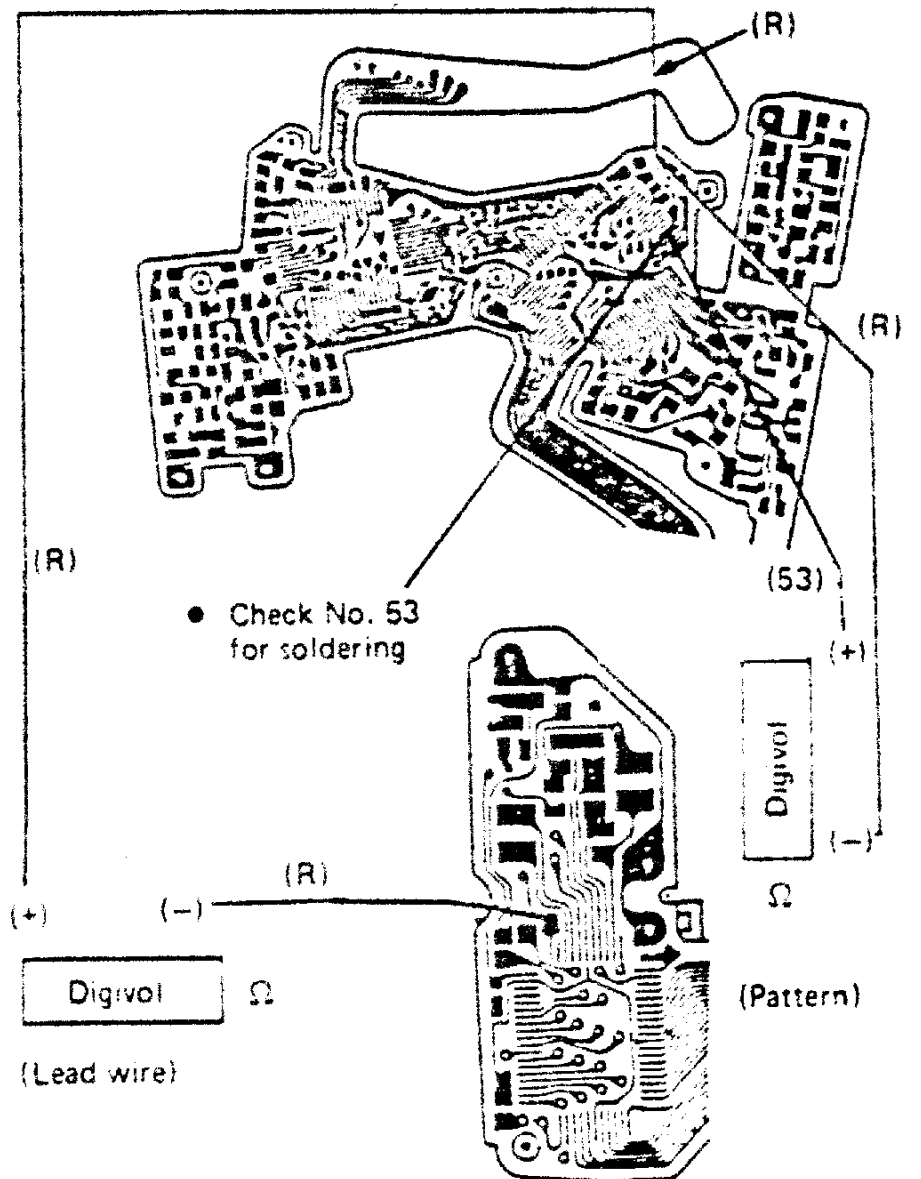 (R)
(R)
(R)
(53)
● Check No. 53
for soldering
(+)
Digivol
(−)
Ω
(R)
(+)
(−)
Digivol
Ω
(Pattern)
(Lead wire)